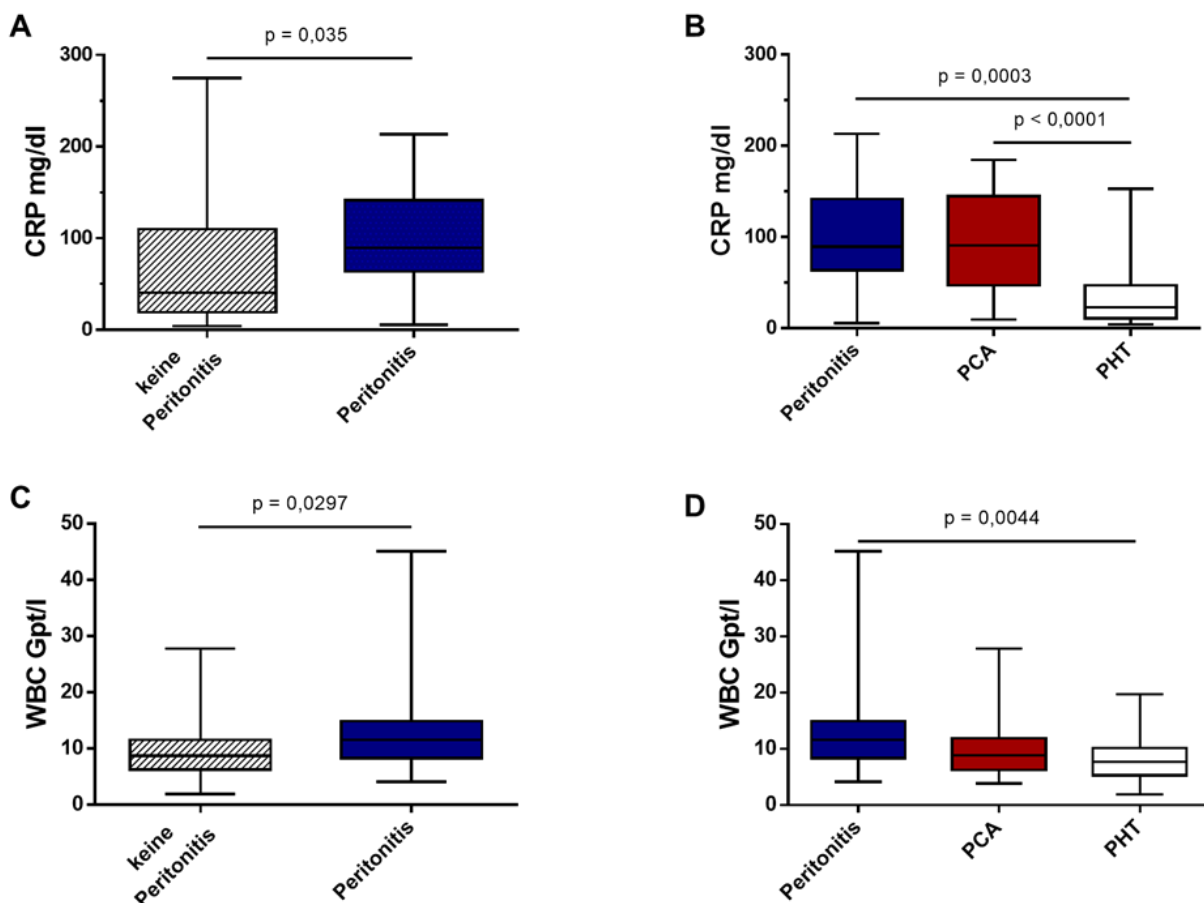 A
p = 0,035
CRP mg/dl
300
200
100
0
keine
Peritonitis
Peritonitis
B
p = 0,0003
p < 0,0001
CRP mg/dl
300
200
100
0
Peritonitis
PCA
PHT
C
p = 0,0297
WBC Gpt/l
50
40
30
20
10
0
keine
Peritonitis
Peritonitis
D
p = 0,0044
WBC Gpt/l
50
40
30
20
10
0
Peritonitis
PCA
PHT